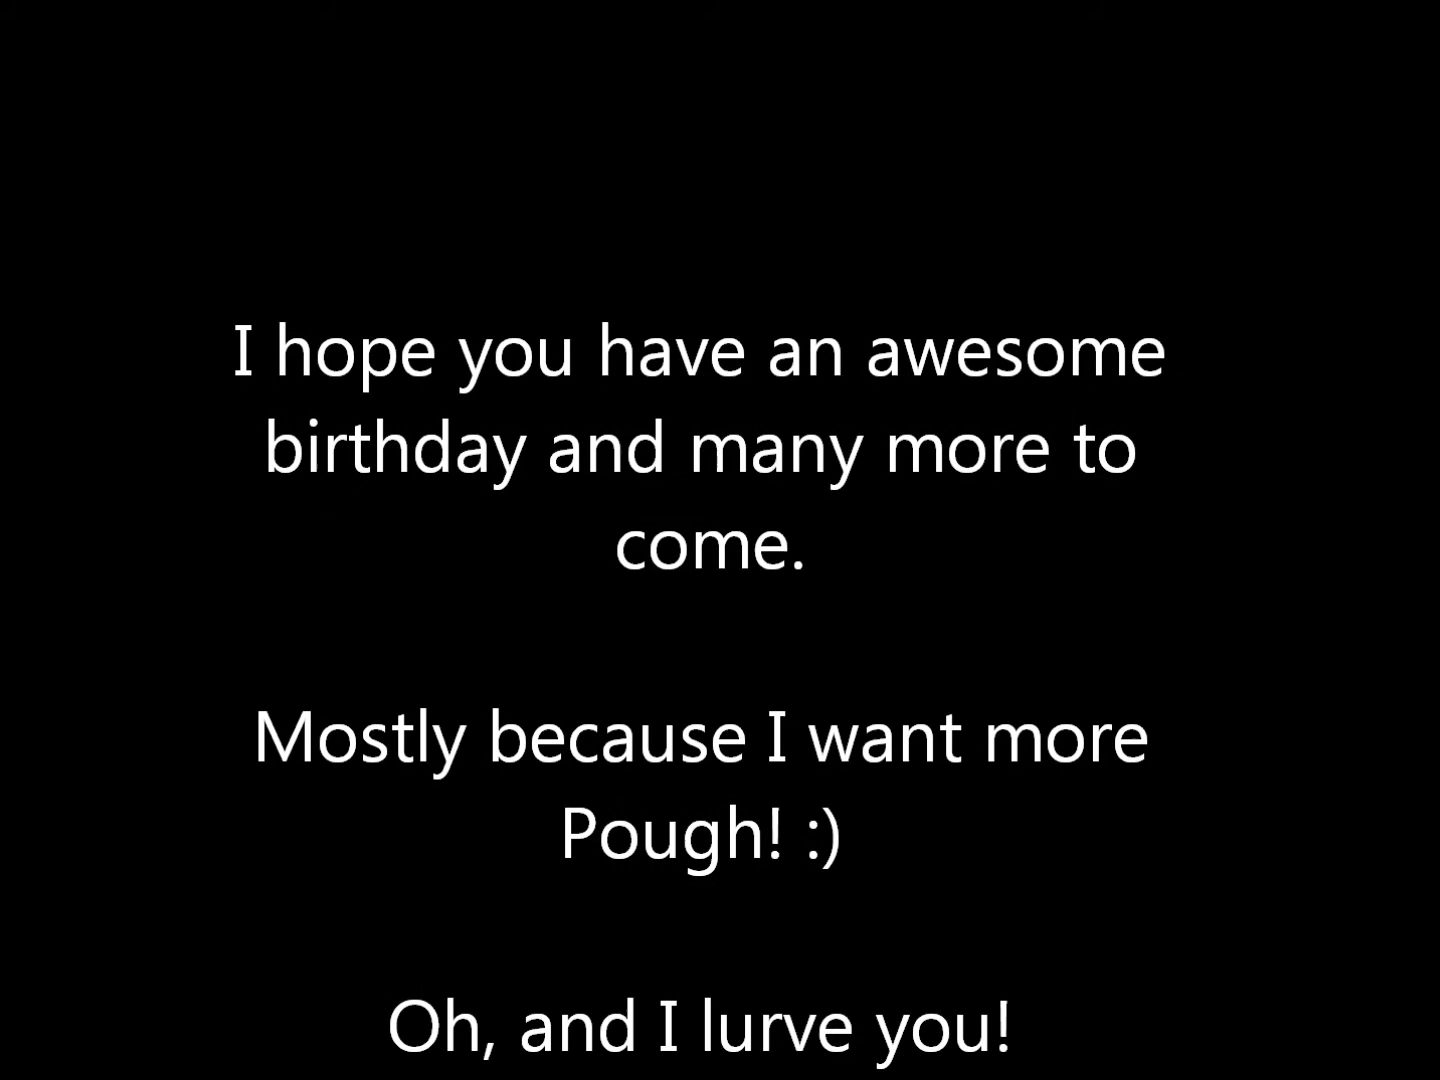 I hope you have an awesome
birthday and many more to
come.
Mostly because I want more
Pough! :)
Oh, and I lurve you!